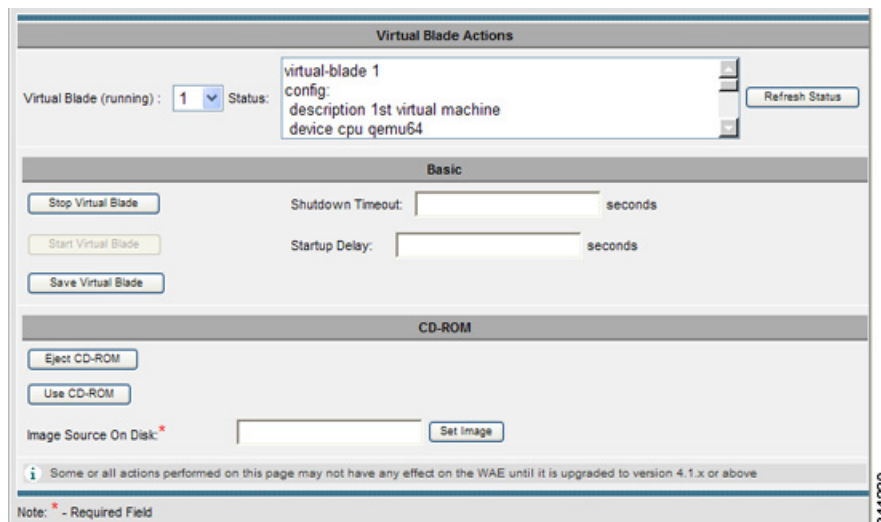 Virtual Blade Actions
Virtual Blade (running) : 1 Status:
virtual-blade 1
config:
description 1st virtual machine
device cpu qemu64
Refresh Status
Basic
Stop Virtual Blade Shutdown Timeout: seconds
Start Virtual Blade Startup Delay: seconds
Save Virtual Blade
CD-ROM
Eject CD-ROM
Use CD-ROM
Image Source On Disk:* Set Image
i Some or all actions performed on this page may not have any effect on the WAE until it is upgraded to version 4.1.x or above
Note: * - Required Field